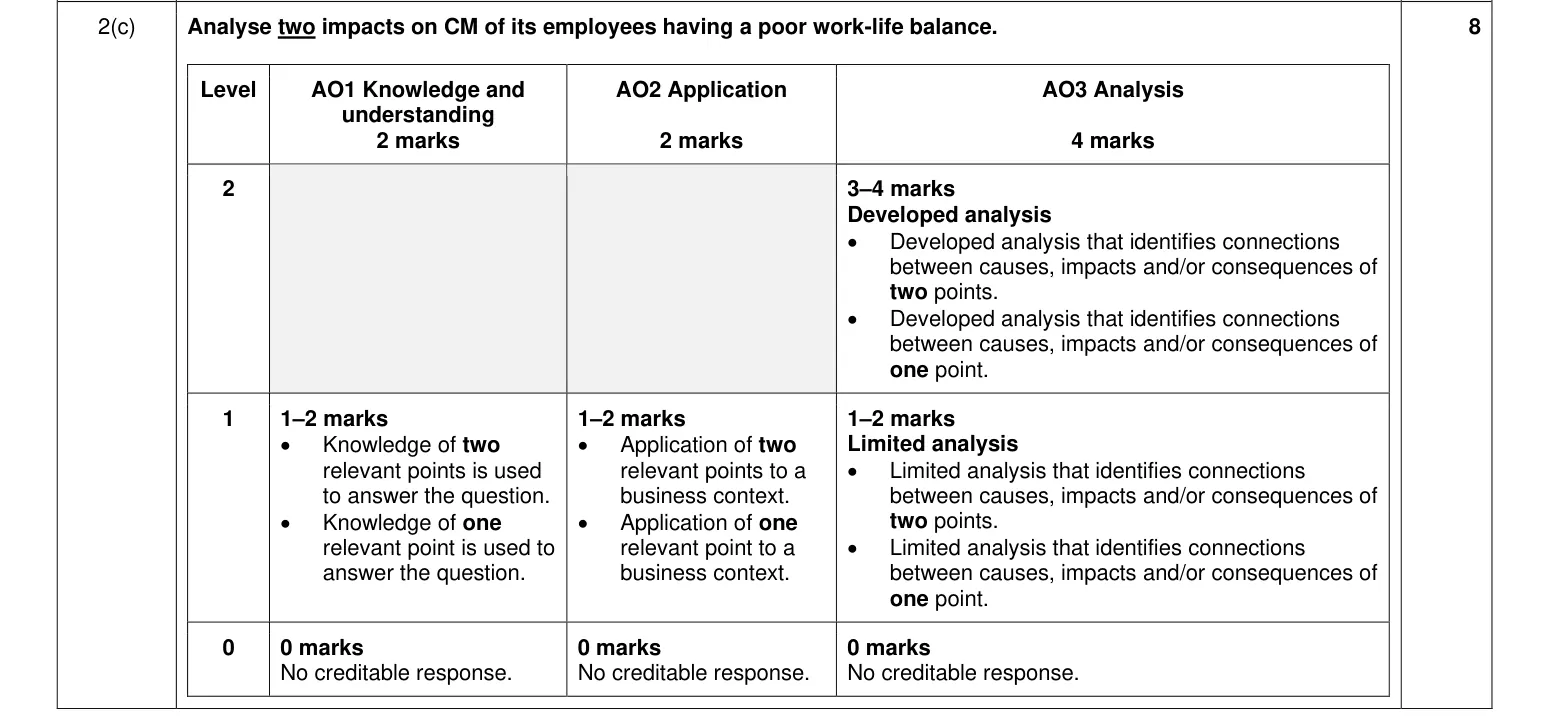 2(c)
Analyse two impacts on CM of its employees having a poor work-life balance.
8
Level
AO1 Knowledge and
understanding
2 marks
AO2 Application
2 marks
AO3 Analysis
4 marks
2
3–4 marks
Developed analysis
• Developed analysis that identifies connections
between causes, impacts and/or consequences of
two points.
• Developed analysis that identifies connections
between causes, impacts and/or consequences of
one point.
1
1–2 marks
• Knowledge of two
relevant points is used
to answer the question.
• Knowledge of one
relevant point is used to
answer the question.
1–2 marks
• Application of two
relevant points to a
business context.
• Application of one
relevant point to a
business context.
1–2 marks
Limited analysis
• Limited analysis that identifies connections
between causes, impacts and/or consequences of
two points.
• Limited analysis that identifies connections
between causes, impacts and/or consequences of
one point.
0
0 marks
No creditable response.
0 marks
No creditable response.
0 marks
No creditable response.